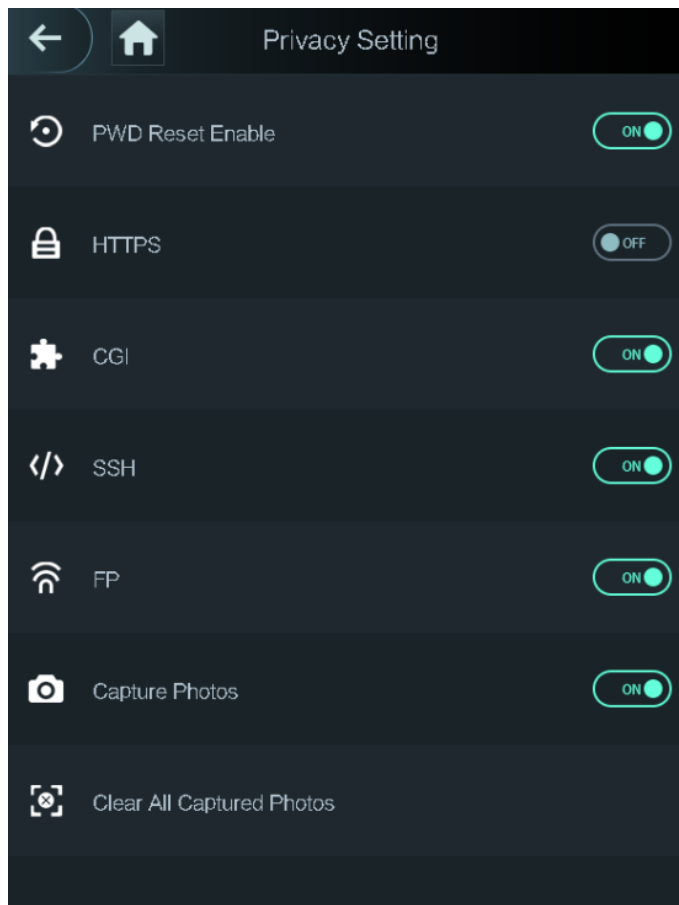 Privacy Setting
PWD Reset Enable ON
HTTPS OFF
CGI ON
SSH ON
FP ON
Capture Photos ON
Clear All Captured Photos